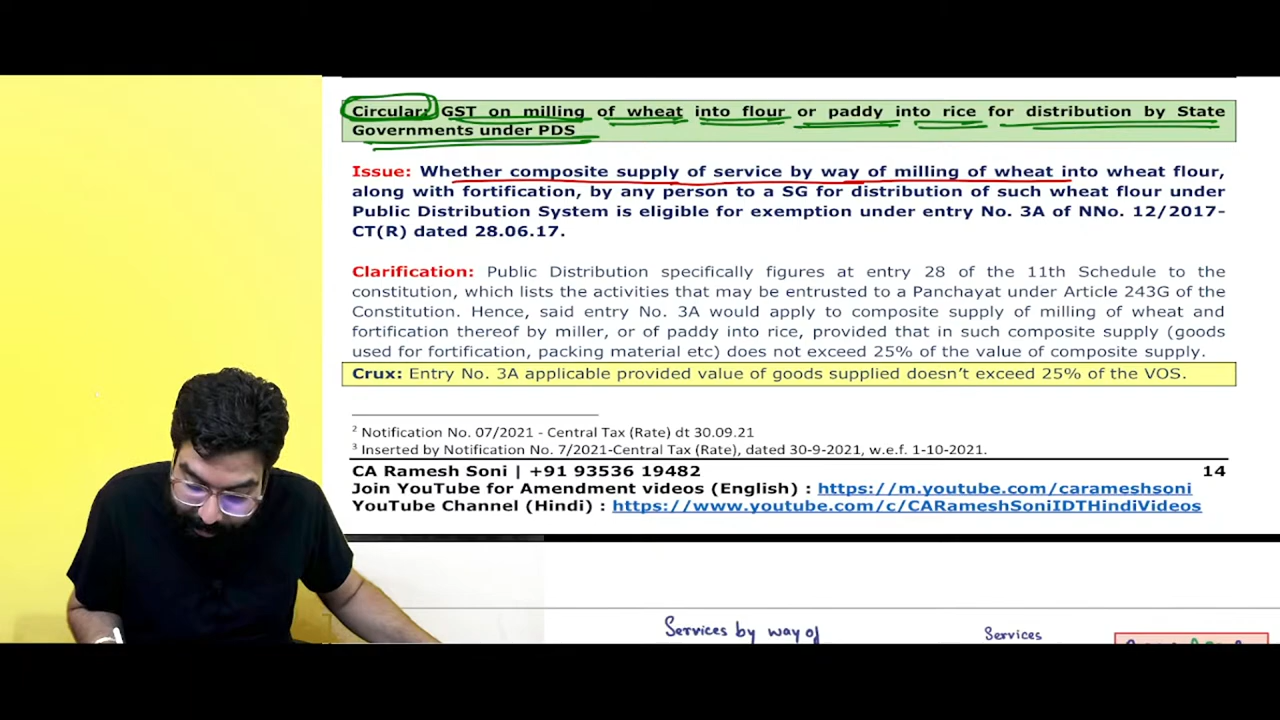 Circular: GST on milling of wheat into flour or paddy into rice for distribution by State
Governments under PDS
Issue: Whether composite supply of service by way of milling of wheat into wheat flour,
along with fortification, by any person to a SG for distribution of such wheat flour under
Public Distribution System is eligible for exemption under entry No. 3A of NNo. 12/2017-
CT(R) dated 28.06.17.
Clarification: Public Distribution specifically figures at entry 28 of the 11th Schedule to the
constitution, which lists the activities that may be entrusted to a Panchayat under Article 243G of the
Constitution. Hence, said entry No. 3A would apply to composite supply of milling of wheat and
fortification thereof by miller, or of paddy into rice, provided that in such composite supply (goods
used for fortification, packing material etc) does not exceed 25% of the value of composite supply.
Crux: Entry No. 3A applicable provided value of goods supplied doesn't exceed 25% of the VOS.
2 Notification No. 07/2021 - Central Tax (Rate) dt 30.09.21
3 Inserted by Notification No. 7/2021-Central Tax (Rate), dated 30-9-2021, w.e.f. 1-10-2021.
CA Ramesh Soni | +91 93536 19482 14
Join YouTube for Amendment videos (English) : https://m.youtube.com/carameshsoni
YouTube Channel (Hindi) : https://www.youtube.com/c/CARameshSoniIDTHindiVideos
Services by way of Services